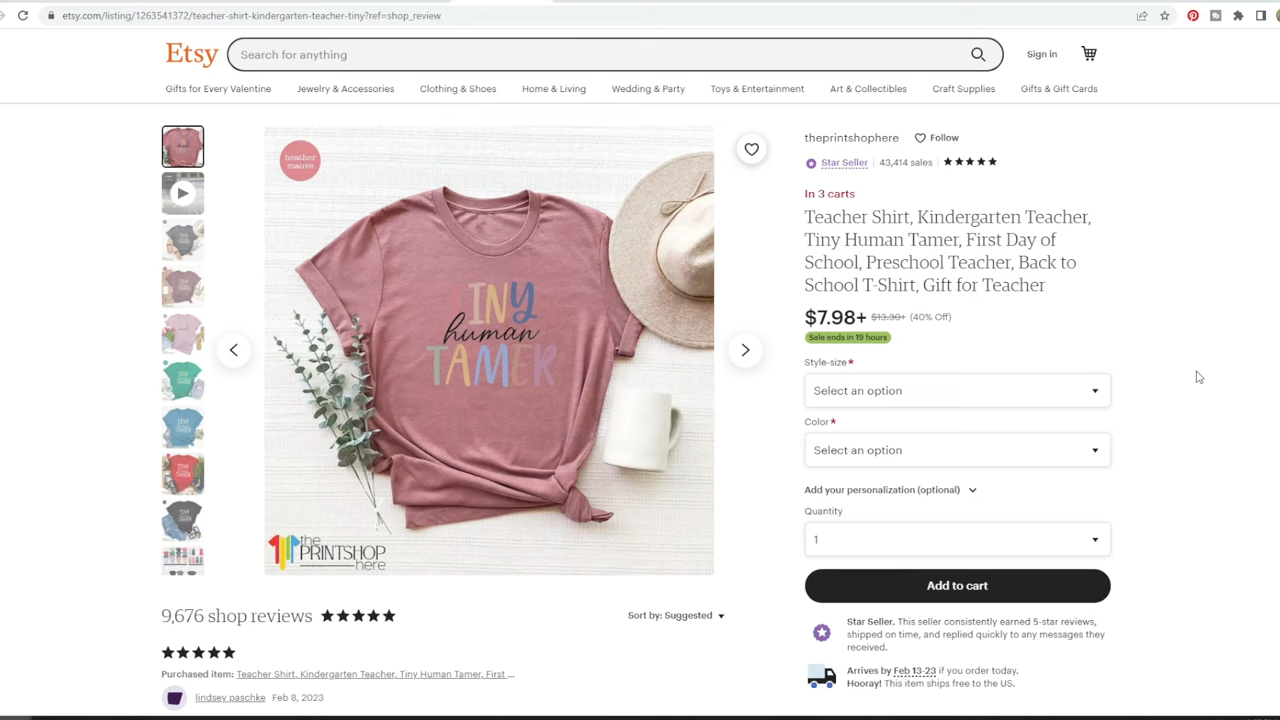 etsy.com/listing/1263541372/teacher-shirt-kindergarten-teacher-tiny?ref=shop_review
Etsy
Search for anything
Sign in
Gifts for Every Valentine
Jewelry & Accessories
Clothing & Shoes
Home & Living
Wedding & Party
Toys & Entertainment
Art & Collectibles
Craft Supplies
Gifts & Gift Cards
heather
mauve
TINY
human
TAMER
the
PRINTSHOP
here
theprintshophere
Follow
Star Seller
43,414 sales
In 3 carts
Teacher Shirt, Kindergarten Teacher,
Tiny Human Tamer, First Day of
School, Preschool Teacher, Back to
School T-Shirt, Gift for Teacher
$7.98+ $13.30+ (40% Off)
Sale ends in 19 hours
Style-size*
Select an option
Color*
Select an option
Add your personalization (optional)
Quantity
1
Add to cart
Star Seller. This seller consistently earned 5-star reviews,
shipped on time, and replied quickly to any messages they
received.
Arrives by Feb 13-23 if you order today.
Hooray! This item ships free to the US.
9,676 shop reviews
Sort by: Suggested
Purchased item: Teacher Shirt, Kindergarten Teacher, Tiny Human Tamer, First ...
lindsey paschke Feb 8, 2023